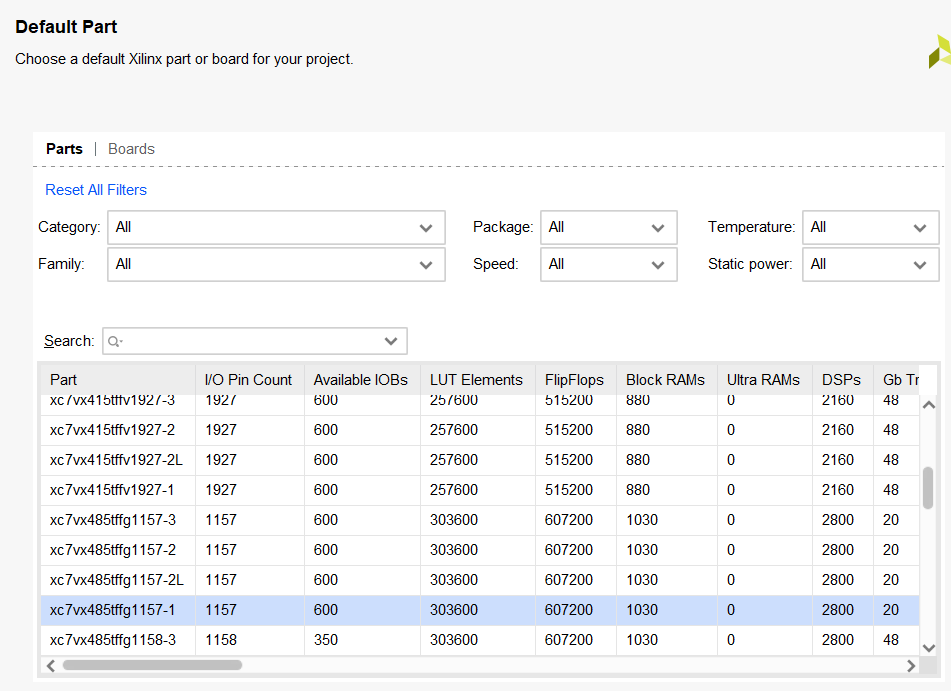 Default Part
Choose a default Xilinx part or board for your project.
Parts | Boards
Reset All Filters
Category: All Package: All Temperature: All
Family: All Speed: All Static power: All
Search:
Part I/O Pin Count Available IOBs LUT Elements FlipFlops Block RAMs Ultra RAMs DSPs Gb Tr
xc7vx415tffv1927-3 1927 600 257600 515200 880 0 2160 48
xc7vx415tffv1927-2 1927 600 257600 515200 880 0 2160 48
xc7vx415tffv1927-2L 1927 600 257600 515200 880 0 2160 48
xc7vx415tffv1927-1 1927 600 257600 515200 880 0 2160 48
xc7vx485tffg1157-3 1157 600 303600 607200 1030 0 2800 20
xc7vx485tffg1157-2 1157 600 303600 607200 1030 0 2800 20
xc7vx485tffg1157-2L 1157 600 303600 607200 1030 0 2800 20
xc7vx485tffg1157-1 1157 600 303600 607200 1030 0 2800 20
xc7vx485tffg1158-3 1158 350 303600 607200 1030 0 2800 48